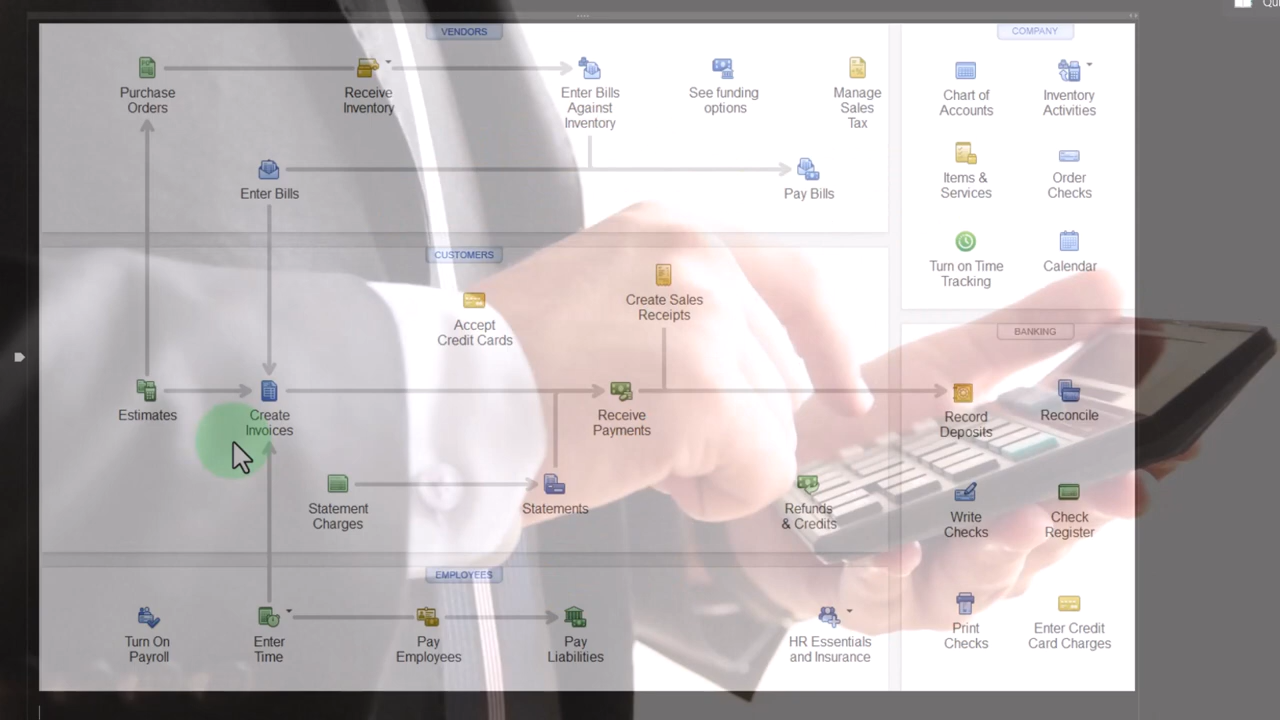 Qui
VENDORS
Purchase
Orders
Receive
Inventory
Enter Bills
Against
Inventory
See funding
options
Manage
Sales
Tax
Enter Bills
Pay Bills
COMPANY
Chart of
Accounts
Inventory
Activities
Items &
Services
Order
Checks
Turn on Time
Tracking
Calendar
CUSTOMERS
Create Sales
Receipts
Accept
Credit Cards
Estimates
Create
Invoices
Receive
Payments
Statement
Charges
Statements
Refunds
& Credits
BANKING
Record
Deposits
Reconcile
Write
Checks
Check
Register
Print
Checks
Enter Credit
Card Charges
EMPLOYEES
Turn On
Payroll
Enter
Time
Pay
Employees
Pay
Liabilities
HR Essentials
and Insurance